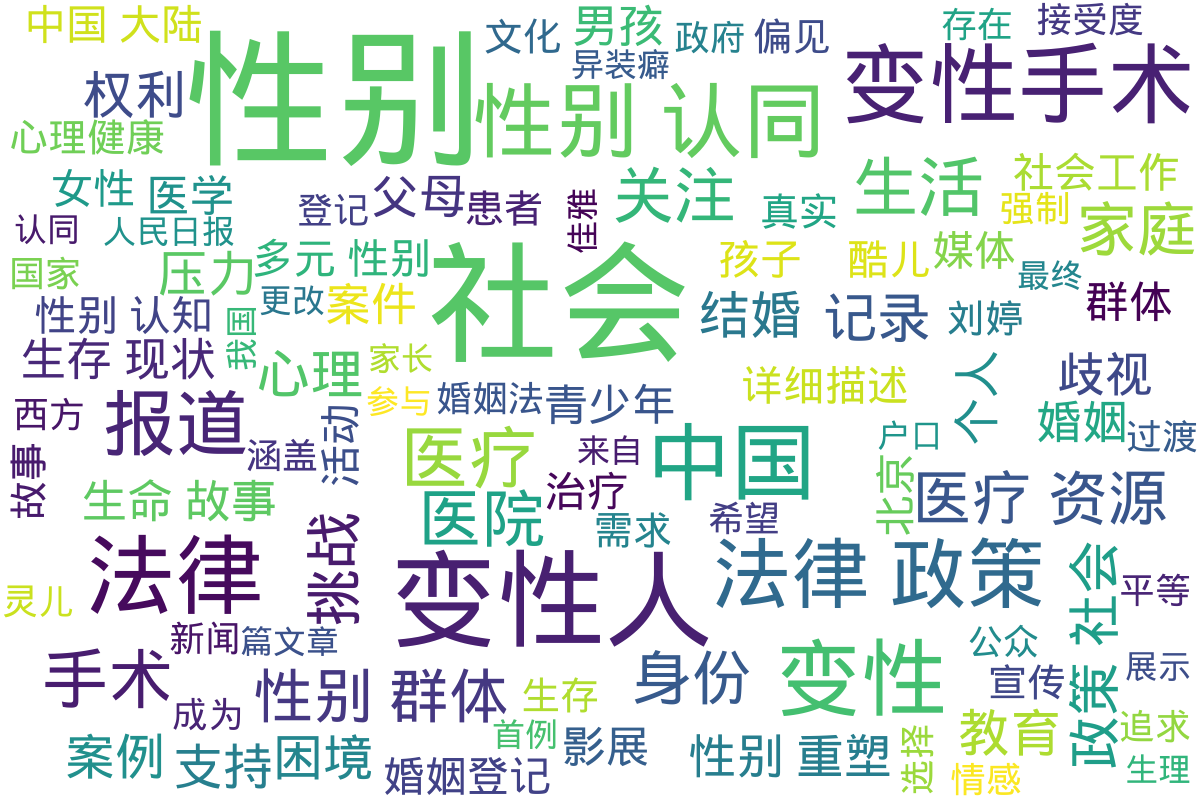 中国 大陆
文化
男孩
政府
偏见
存在
接受度
异装癖
权利
性别
性别 认同
变性手术
心理健康
女性
医学
登记
父母
患者
佳雅
关注
真实
生活
社会工作
强制
家庭
认同
人民日报
国家
压力
多元 性别
社会
孩子
酷儿
媒体
最终
群体
性别 认知
更改
案件
结婚
记录
刘婷
生存 现状
我国
心理
家长
参与
婚姻法
青少年
详细描述
个人
歧视
西方
报道
活动
涵盖
医疗
来自
中国
户口
婚姻
过渡
故事
生命 故事
医院
治疗
需求
希望
北京
医疗 资源
法律
挑战
变性人
法律 政策
政策 社会
平等
灵儿
新闻
篇文章
公众
手术
成为
性别 群体
生存
身份
变性
宣传
展示
案例
支持
困境
婚姻登记
首例
影展
性别 重塑
选择
教育
情感
追求
生理